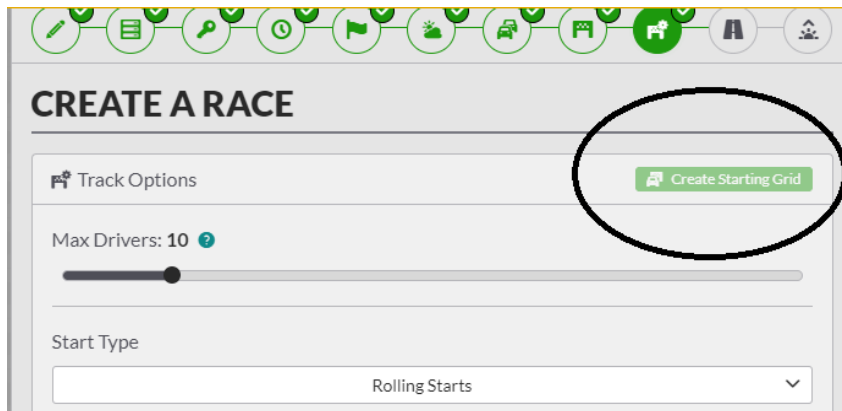 CREATE A RACE
Track Options
Create Starting Grid
Max Drivers: 10 ?
Start Type
Rolling Starts